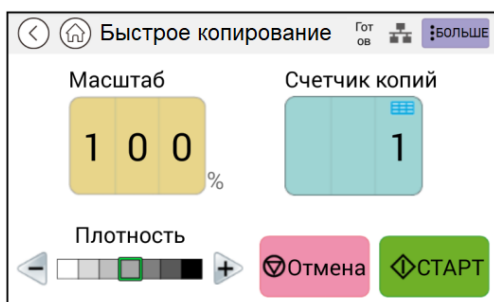 Быстрое копирование
Гот
ов
БОЛЬШЕ
Масштаб
Счетчик копий
100
%
1
Плотность
- +
Отмена
СТАРТ